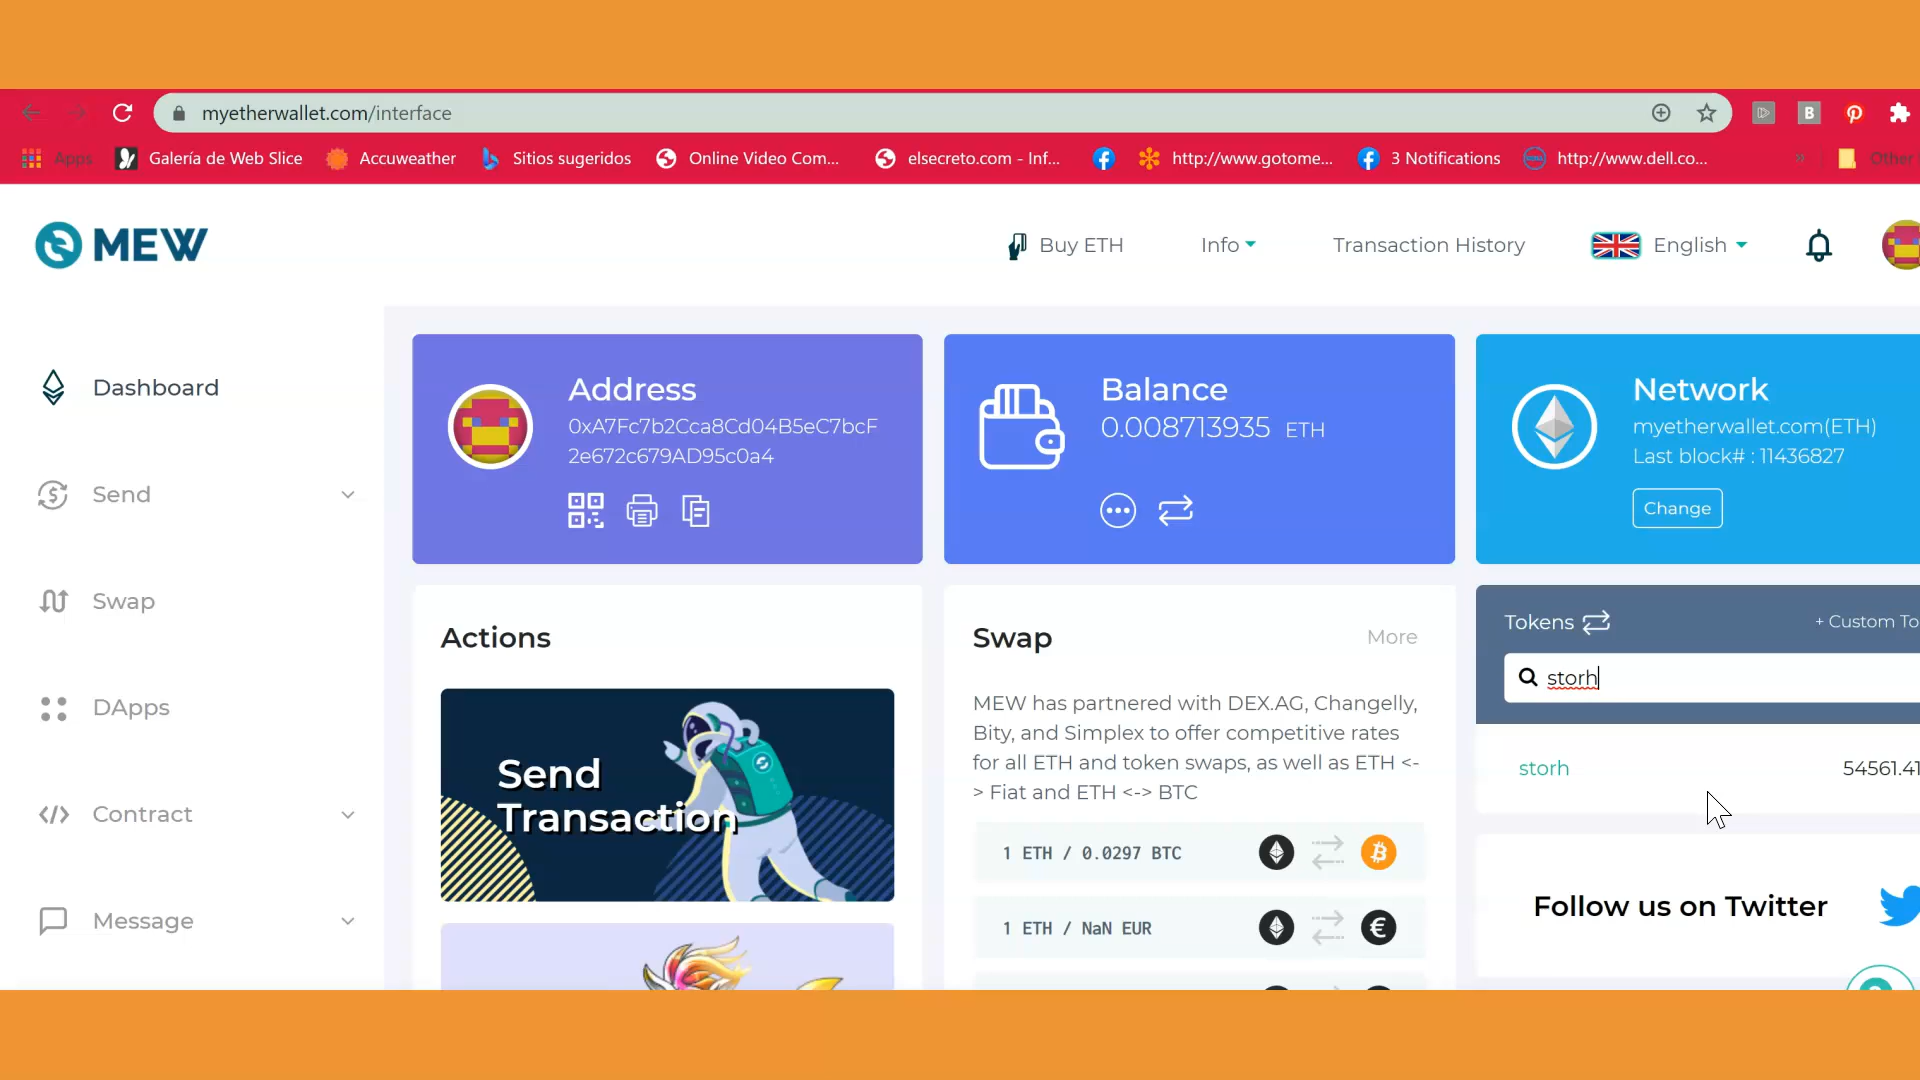 myetherwallet.com/interface
Apps Galería de Web Slice Accuweather Sitios sugeridos Online Video Com... elsecreto.com - Inf... http://www.gotome... 3 Notifications http://www.dell.co... » Other
MEW
Buy ETH Info Transaction History English
Dashboard
Send
Swap
DApps
Contract
Message
Address
0xA7Fc7b2Cca8Cd04B5eC7bcF
2e672c679AD95c0a4
Balance
0.008713935 ETH
Network
myetherwallet.com(ETH)
Last block# : 11436827
Change
Actions
Send
Transaction
Swap More
MEW has partnered with DEX.AG, Changelly,
Bity, and Simplex to offer competitive rates
for all ETH and token swaps, as well as ETH <-
> Fiat and ETH <-> BTC
1 ETH / 0.0297 BTC
1 ETH / NaN EUR
Tokens + Custom To
storh
storh 54561.41
Follow us on Twitter